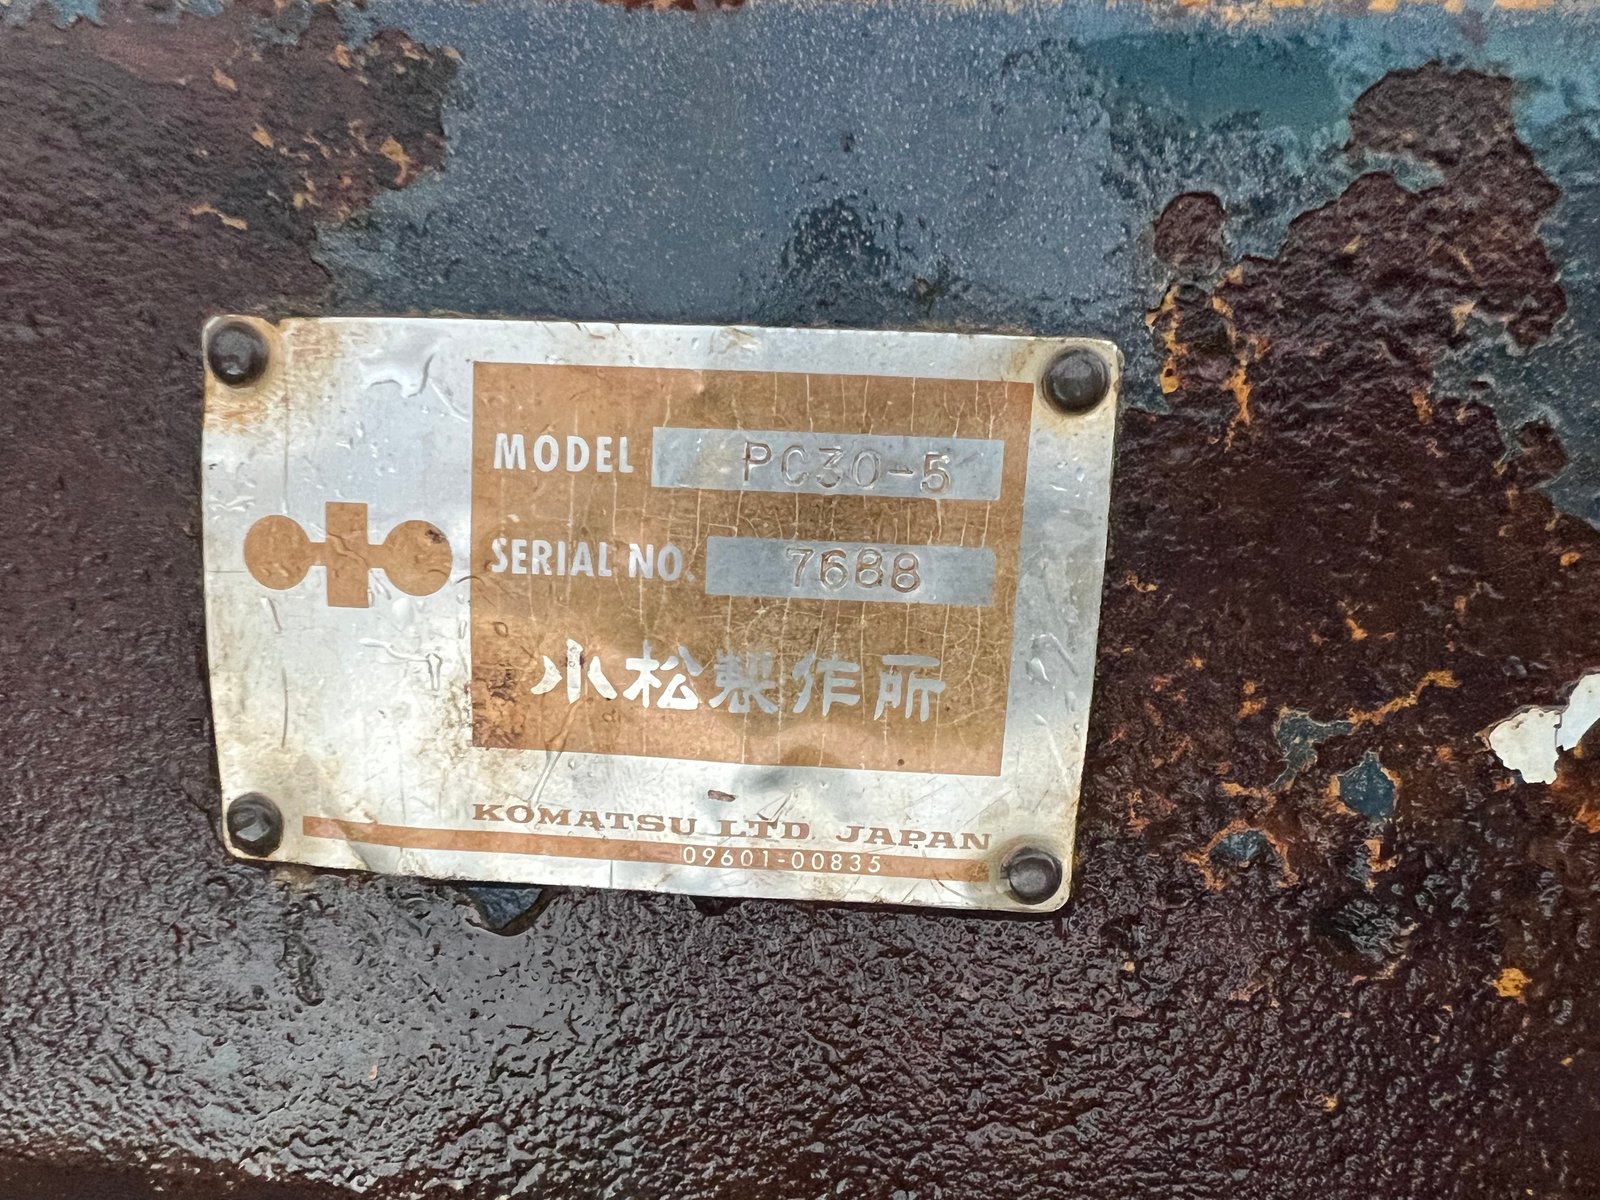 MODEL PC30-5
SERIAL NO. 7688
小松製作所
KOMATSU LTD. JAPAN
09601-00835